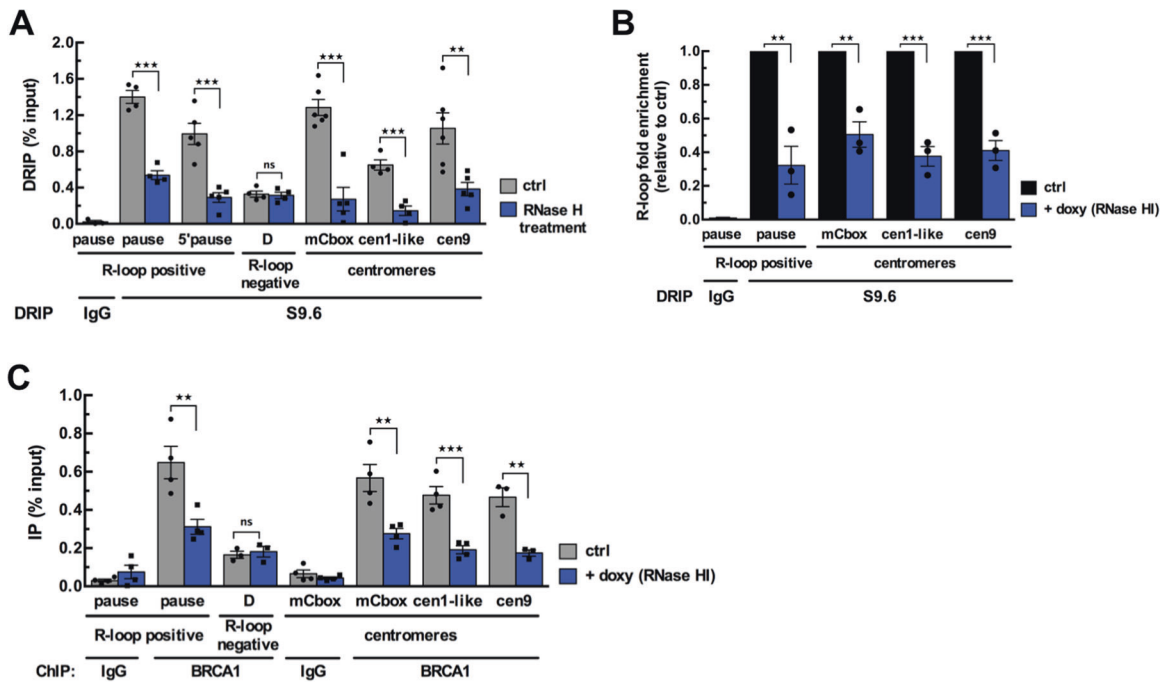 A
DRIP (% input)
2.0
1.6
1.2
0.8
0.4
0.0
★★★
★★★
ns
★★★
★★★
★★
pause pause 5'pause D mCbox cen1-like cen9
R-loop positive R-loop negative centromeres
DRIP IgG S9.6
ctrl
RNase H
treatment
B
R-loop fold enrichment
(relative to ctrl)
1.0
0.8
0.6
0.4
0.2
0.0
★★
★★
★★★
★★★
pause pause mCbox cen1-like cen9
R-loop positive centromeres
DRIP IgG S9.6
ctrl
+ doxy (RNase HI)
C
IP (% input)
1.0
0.8
0.6
0.4
0.2
0.0
★★
ns
★★
★★★
★★
pause pause D mCbox mCbox cen1-like cen9
R-loop positive R-loop negative centromeres
ChIP: IgG BRCA1 IgG BRCA1
ctrl
+ doxy (RNase HI)